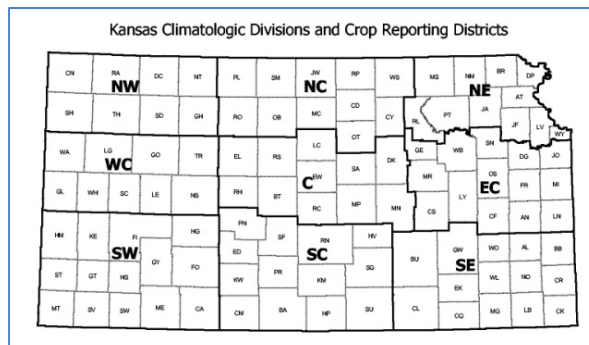 Kansas Climatologic Divisions and Crop Reporting Districts
CN RA DC NT PL SM JW RP WS MS NM BR DP
NW NC NE
SH TH SD GH RO OB MC CD CY RL PT JA AT
OT JF LV WY
WA LG GO TR EL RS LC DK GE WB SN DG JO
WC C EW SA MR OS EC FR MI
GL WH SC LE NS RH BT RC MP MN CS LY CF AN LN
HM KE FI HG PN SF RN HV BU GW WO AL BB
SW GY ED SC SE
ST GT HS FO KW PR KM SG EK WL NO CR
MT SV SW ME CA CM BA HP SU CL CQ MG LB CK